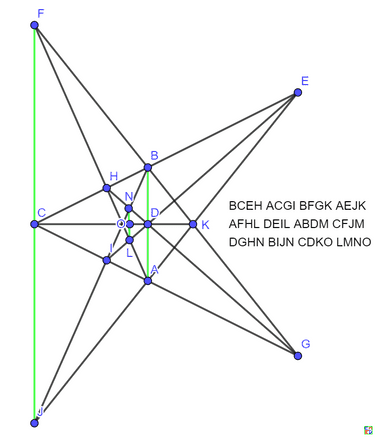 F
E
B
H
N
BCEH ACGI BFGK AEJK
C
O
D
K
AFHL DEIL ABDM CFJM
DGHN BIJN CDKO LMNO
I
L
A
G
J